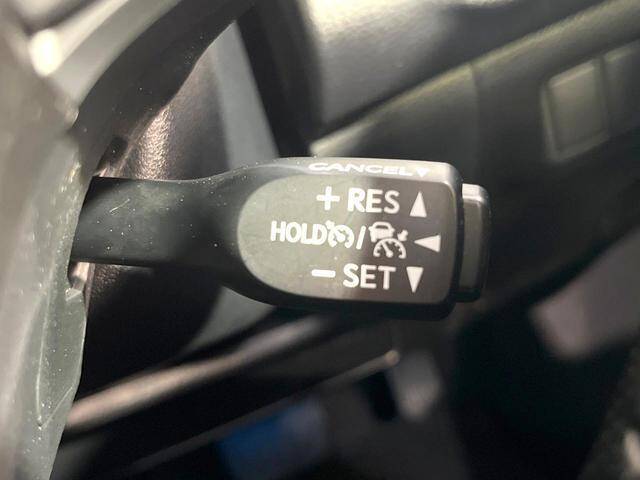 CANCEL▼
+ RES ▲
HOLD / ◀
− SET ▼